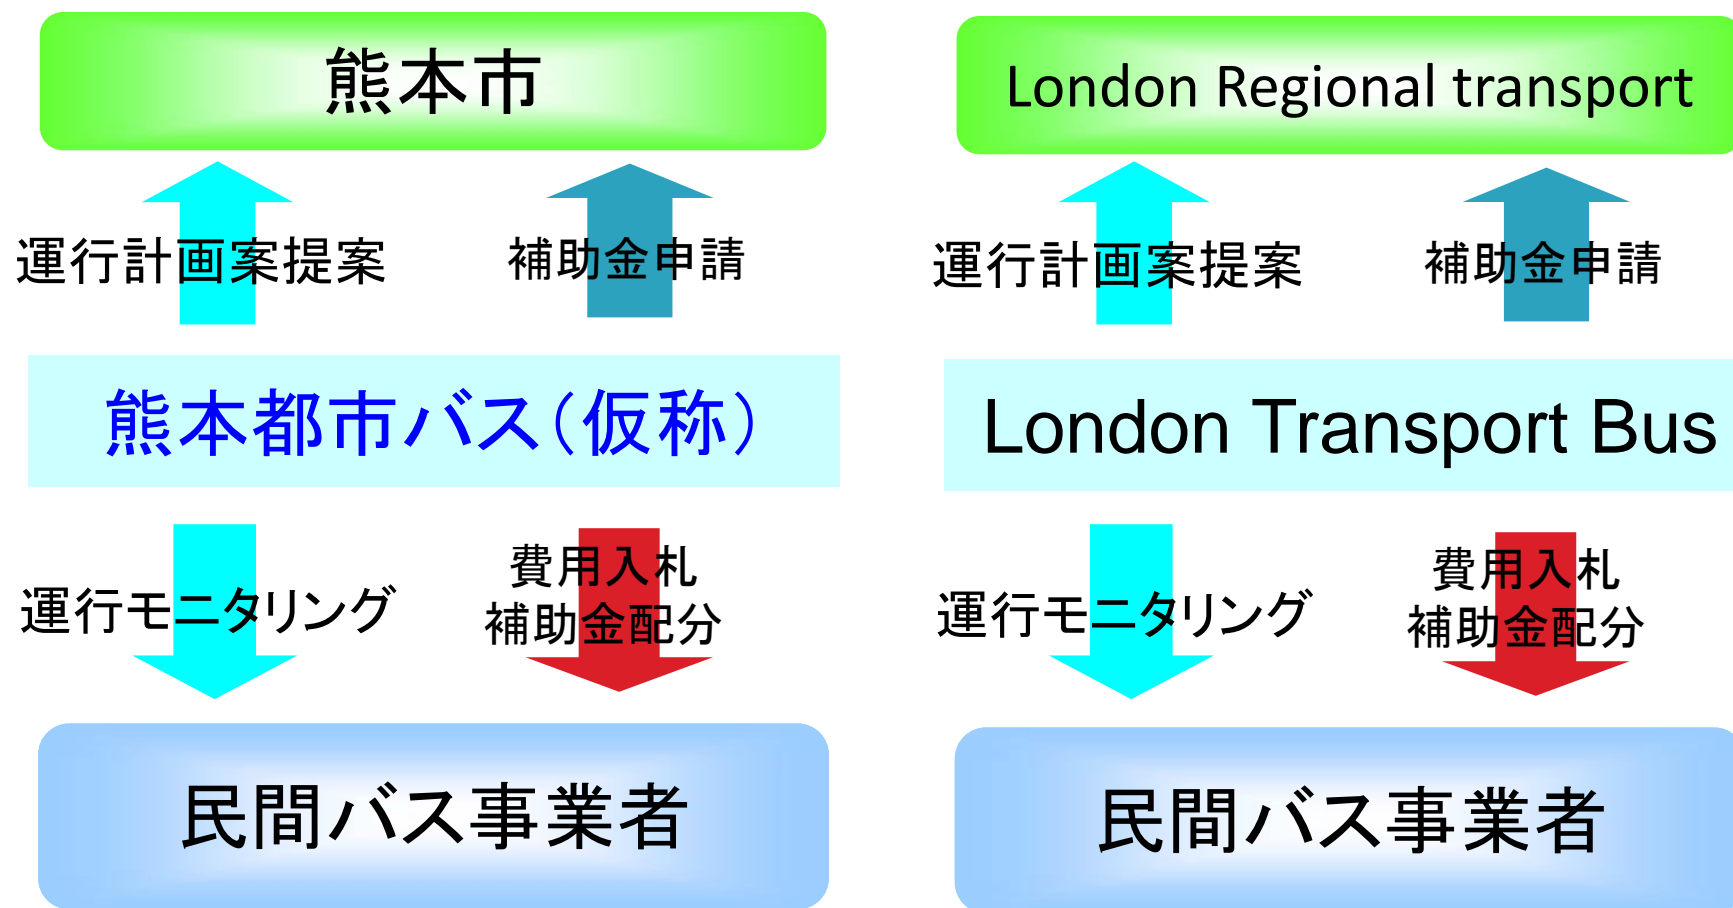 熊本市
運行計画案提案
補助金申請
熊本都市バス（仮称）
運行モニタリング
費用入札
補助金配分
民間バス事業者
London Regional transport
運行計画案提案
補助金申請
London Transport Bus
運行モニタリング
費用入札
補助金配分
民間バス事業者